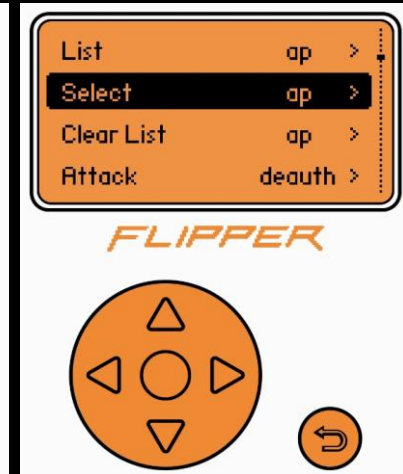 List ap >
Select ap >
Clear List ap >
Attack deauth >
FLIPPER